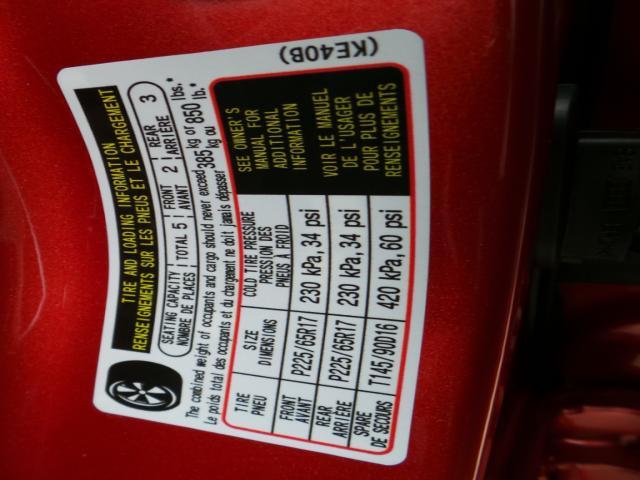 TIRE AND LOADING INFORMATION
RENSEIGNEMENTS SUR LES PNEUS ET LE CHARGEMENT
SEATING CAPACITY TOTAL 5 FRONT 2 REAR 3
NOMBRE DE PLACES AVANT ARRIÈRE
The combined weight of occupants and cargo should never exceed 385 kg or 850 lbs.
Le poids total des occupants et du chargement ne doit jamais dépasser kg ou lb.
TIRE SIZE COLD TIRE PRESSURE SEE OWNER'S
PNEU DIMENSIONS PRESSION DES MANUAL FOR
PNEUS À FROID ADDITIONAL
INFORMATION
FRONT P225/65R17 230 kPa, 34 psi
AVANT
REAR P225/65R17 230 kPa, 34 psi
ARRIÈRE
SPARE T145/90D16 420 kPa, 60 psi
DE SECOURS
VOIR LE MANUEL
DE L'USAGER
POUR PLUS DE
RENSEIGNEMENTS
(KE40B)